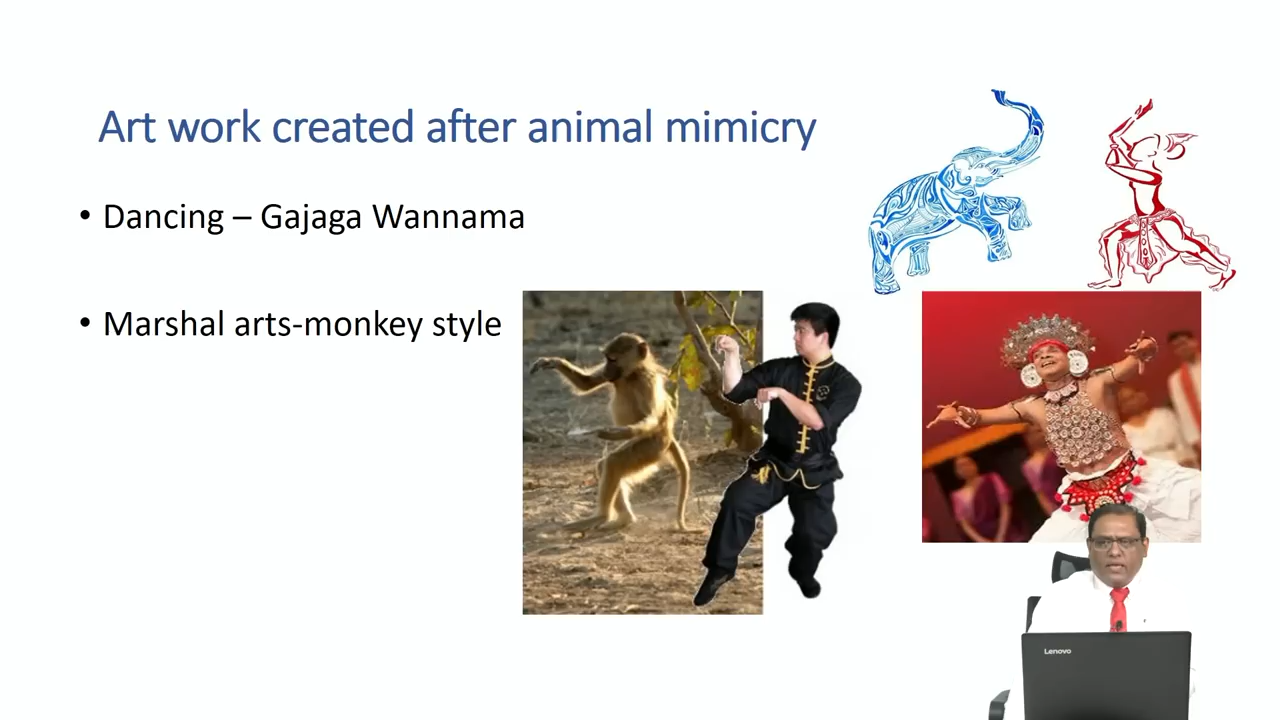 Art work created after animal mimicry
• Dancing – Gajaga Wannama
• Marshal arts-monkey style
Lenovo